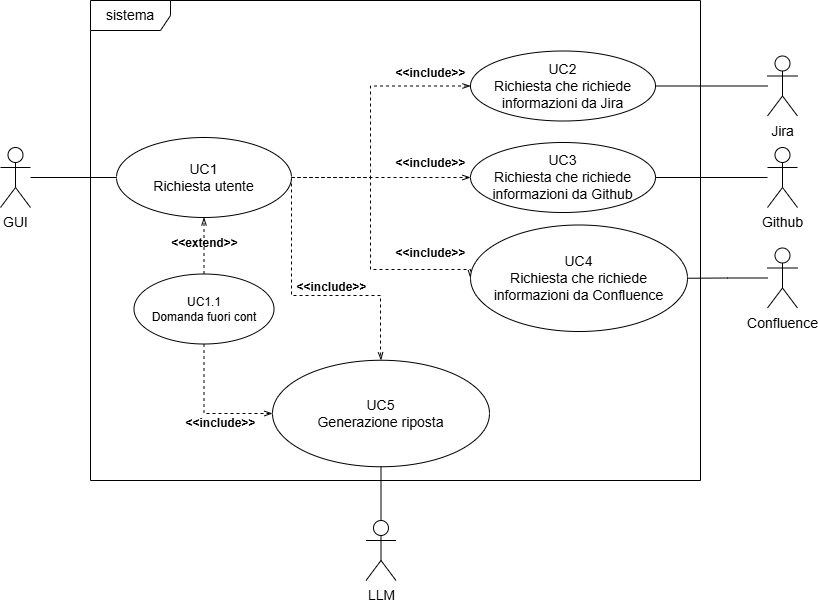 sistema
<<include>>
UC2
Richiesta che richiede
informazioni da Jira
Jira
UC1
Richiesta utente
GUI
<<include>>
UC3
Richiesta che richiede
informazioni da Github
Github
<<extend>>
<<include>>
UC4
Richiesta che richiede
informazioni da Confluence
Confluence
<<include>>
UC1.1
Domanda fuori cont
<<include>>
UC5
Generazione riposta
LLM